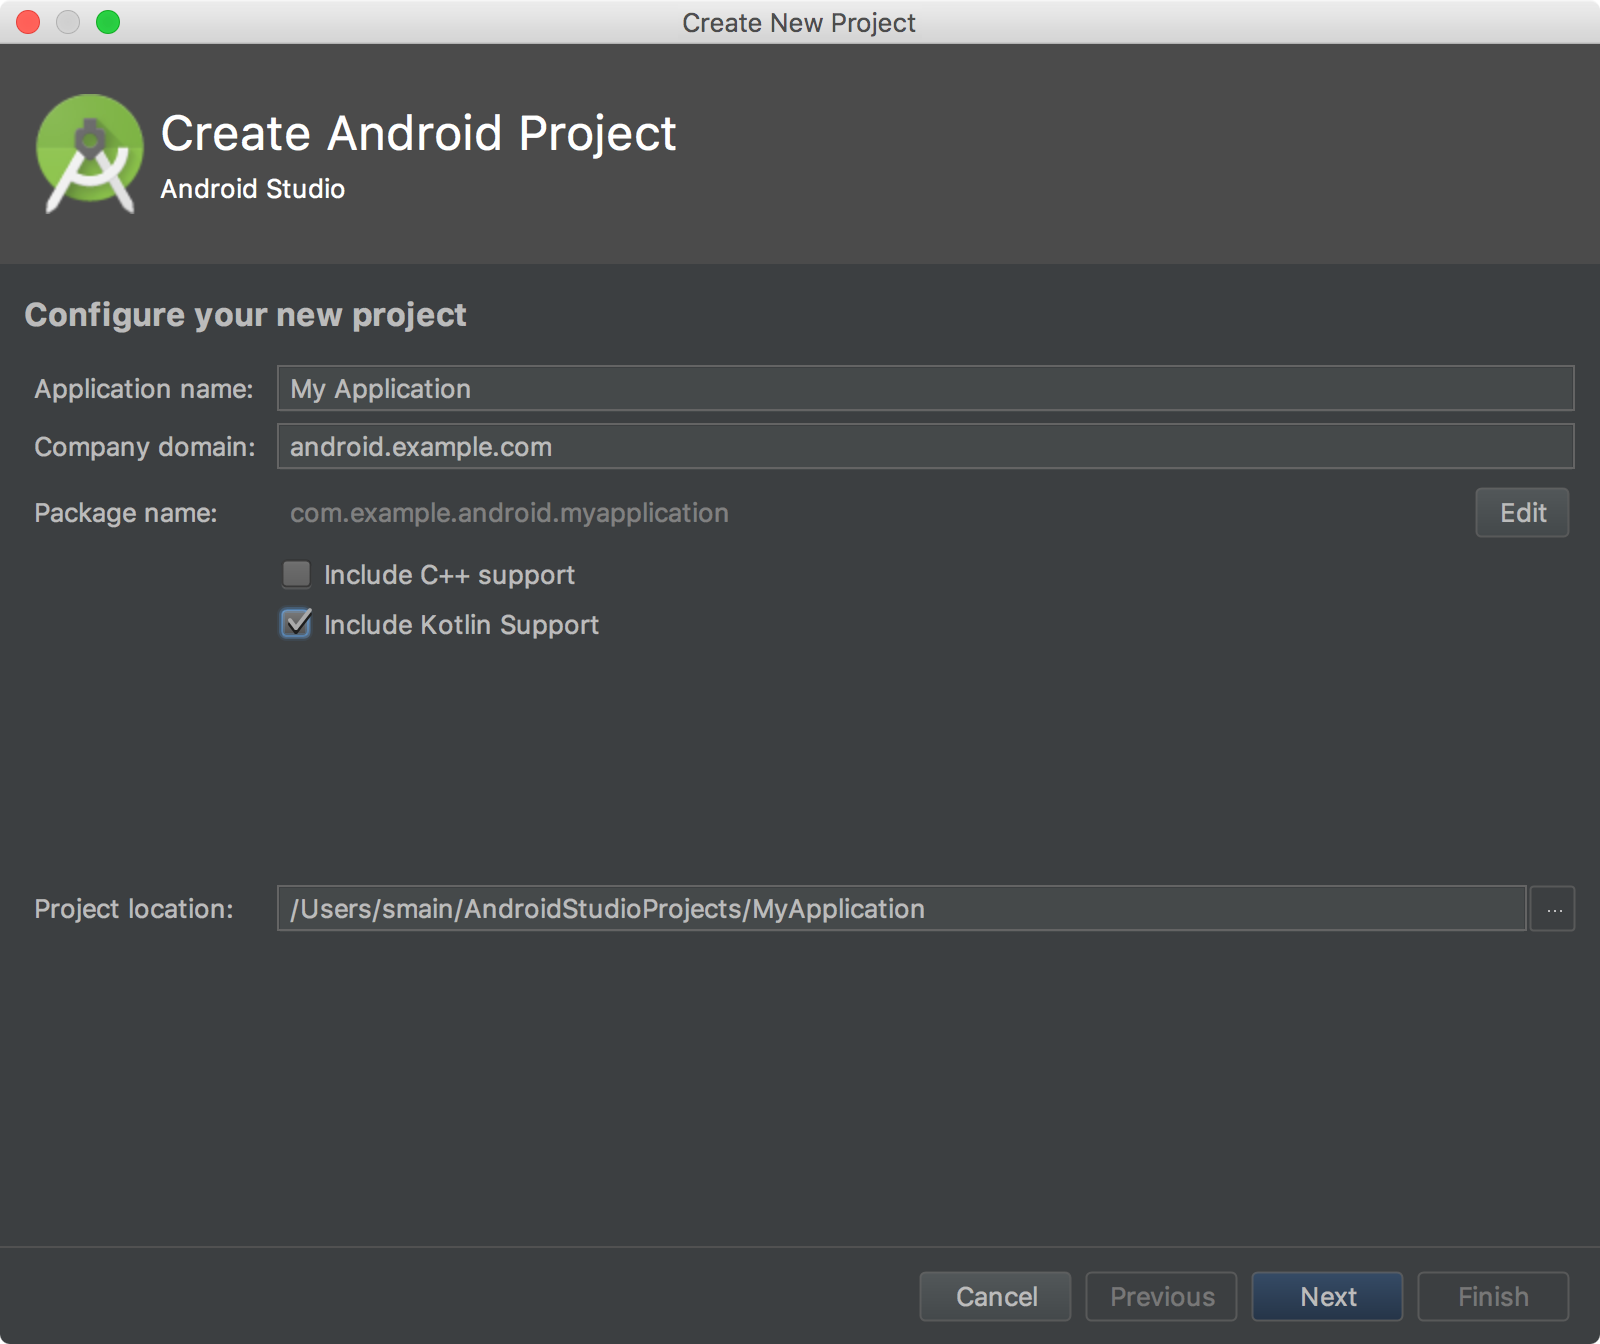 Create New Project
Create Android Project
Android Studio
Configure your new project
Application name: My Application
Company domain: android.example.com
Package name: com.example.android.myapplication Edit
Include C++ support
Include Kotlin Support
Project location: /Users/smain/AndroidStudioProjects/MyApplication ...
Cancel Previous Next Finish